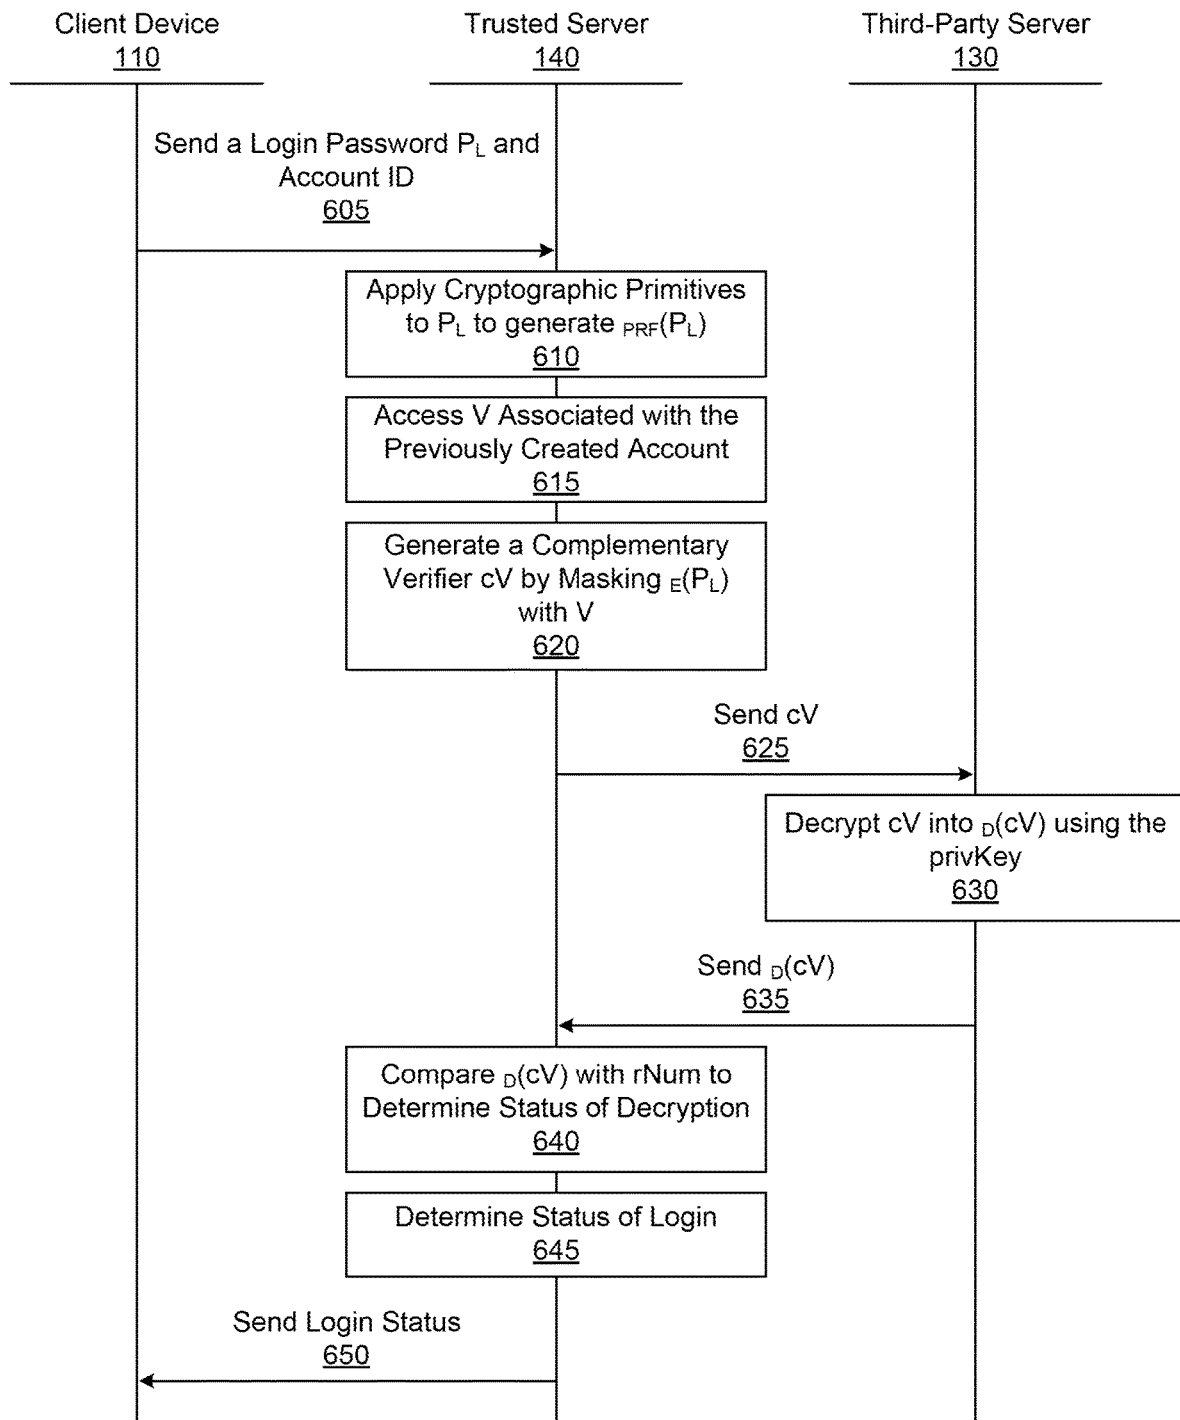 Client Device
110
Trusted Server
140
Third-Party Server
130
Send a Login Password PL and
Account ID
605
Apply Cryptographic Primitives
to PL to generate PRF(PL)
610
Access V Associated with the
Previously Created Account
615
Generate a Complementary
Verifier cV by Masking E(PL)
with V
620
Send cV
625
Decrypt cV into D(cV) using the
privKey
630
Send D(cV)
635
Compare D(cV) with rNum to
Determine Status of Decryption
640
Determine Status of Login
645
Send Login Status
650